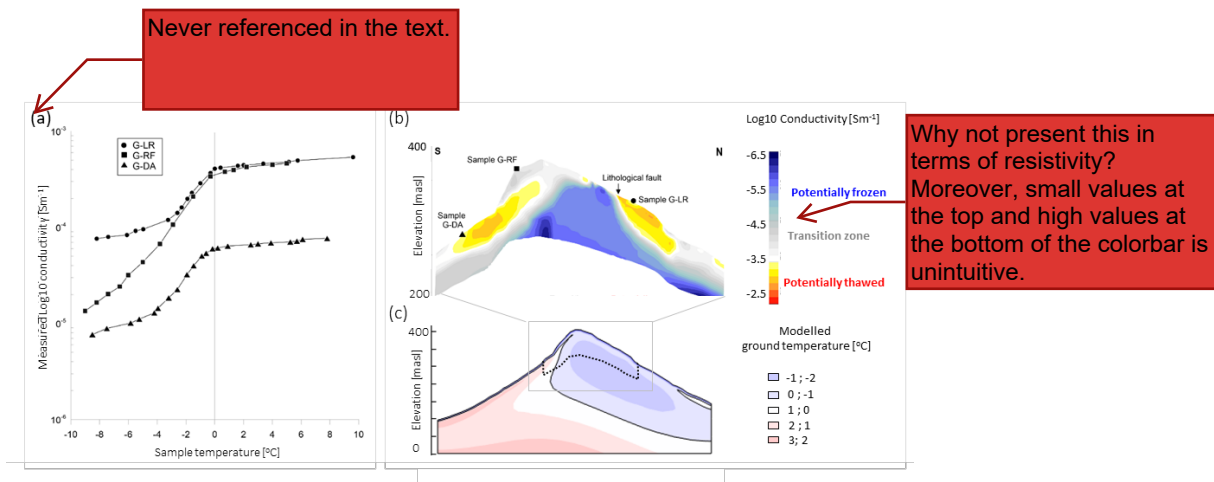 Never referenced in the text.
(a)
10⁻³
10⁻⁴
10⁻⁵
10⁻⁶
Measured Log10 conductivity [Sm⁻¹]
G-LR
G-RF
G-DA
-10 -8 -6 -4 -2 0 2 4 6 8 10
Sample temperature [°C]
(b)
400
200
Elevation [masl]
S
N
Sample G-RF
Lithological fault
Sample G-LR
Sample
G-DA
Log10 Conductivity [Sm⁻¹]
-6.5
-5.5
-4.5
-3.5
-2.5
Potentially frozen
Transition zone
Potentially thawed
Why not present this in
terms of resistivity?
Moreover, small values at
the top and high values at
the bottom of the colorbar is
unintuitive.
(c)
400
0
Elevation [masl]
Modelled
ground temperature [°C]
-1 ; -2
0 ; -1
1 ; 0
2 ; 1
3; 2